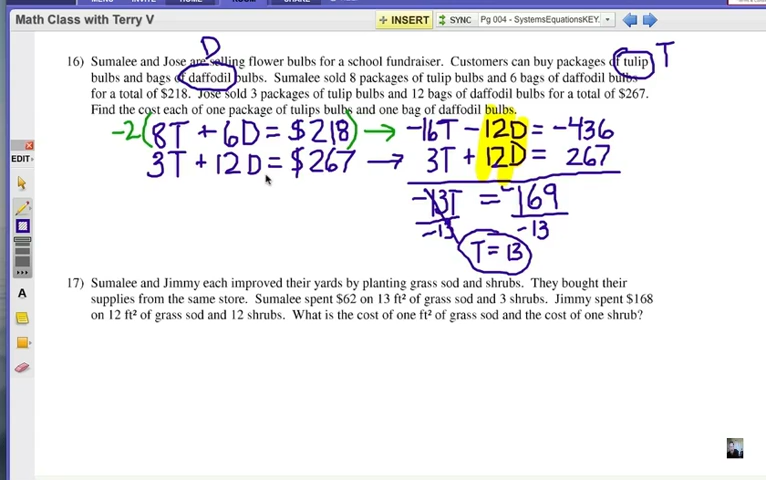 MENU
HOME
ROOM
SHARE
Math Class with Terry V
INSERT
SYNC
Pg 004 - SystemsEquationsKEY.
EDIT
A
D
T
16) Sumalee and Jose are selling flower bulbs for a school fundraiser. Customers can buy packages of tulip
bulbs and bags of daffodil bulbs. Sumalee sold 8 packages of tulip bulbs and 6 bags of daffodil bulbs
for a total of $218. Jose sold 3 packages of tulip bulbs and 12 bags of daffodil bulbs for a total of $267.
Find the cost each of one package of tulips bulbs and one bag of daffodil bulbs.
-2(8T + 6D = $218) → -16T - 12D = -436
3T + 12D = $267 → 3T + 12D = 267
-13T = -169
-13 -13
T = 13
17) Sumalee and Jimmy each improved their yards by planting grass sod and shrubs. They bought their
supplies from the same store. Sumalee spent $62 on 13 ft² of grass sod and 3 shrubs. Jimmy spent $168
on 12 ft² of grass sod and 12 shrubs. What is the cost of one ft² of grass sod and the cost of one shrub?